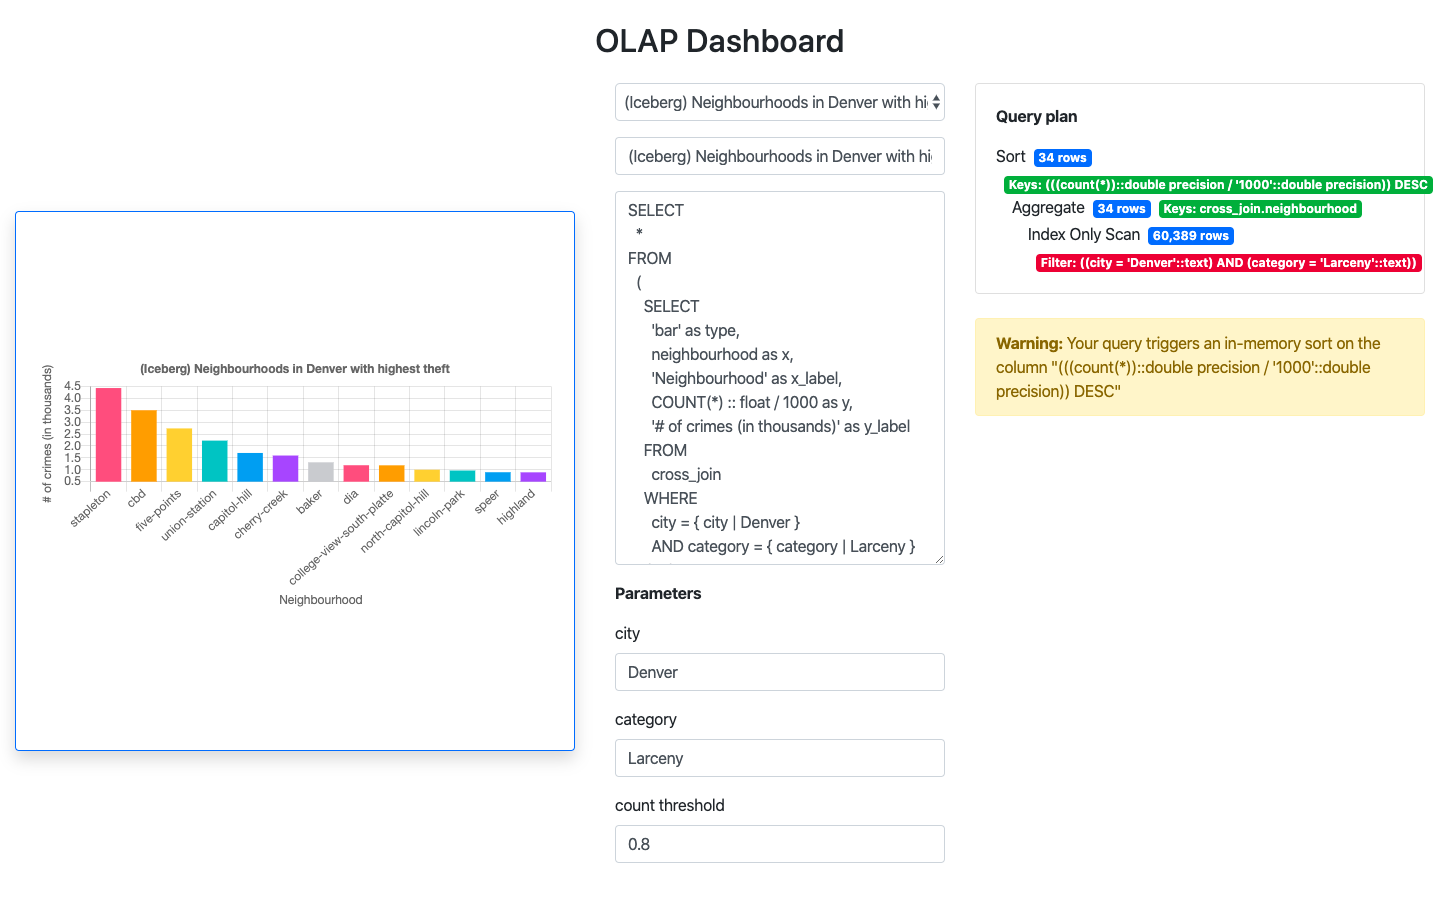 OLAP Dashboard
(Iceberg) Neighbourhoods in Denver with highest theft
# of crimes (in thousands)
4.5
4.0
3.5
3.0
2.5
2.0
1.5
1.0
0.5
stapleton
cbd
five-points
union-station
capitol-hill
cherry-creek
baker
dia
college-view-south-platte
north-capitol-hill
lincoln-park
speer
highland
Neighbourhood
(Iceberg) Neighbourhoods in Denver with hi
(Iceberg) Neighbourhoods in Denver with hi
SELECT
*
FROM
(
SELECT
'bar' as type,
neighbourhood as x,
'Neighbourhood' as x_label,
COUNT(*) :: float / 1000 as y,
'# of crimes (in thousands)' as y_label
FROM
cross_join
WHERE
city = { city | Denver }
AND category = { category | Larceny }
Parameters
city
Denver
category
Larceny
count threshold
0.8
Query plan
Sort 34 rows
Keys: (((count(*))::double precision / '1000'::double precision)) DESC
Aggregate 34 rows Keys: cross_join.neighbourhood
Index Only Scan 60,389 rows
Filter: ((city = 'Denver'::text) AND (category = 'Larceny'::text))
Warning: Your query triggers an in-memory sort on the
column "(((count(*))::double precision / '1000'::double
precision)) DESC"